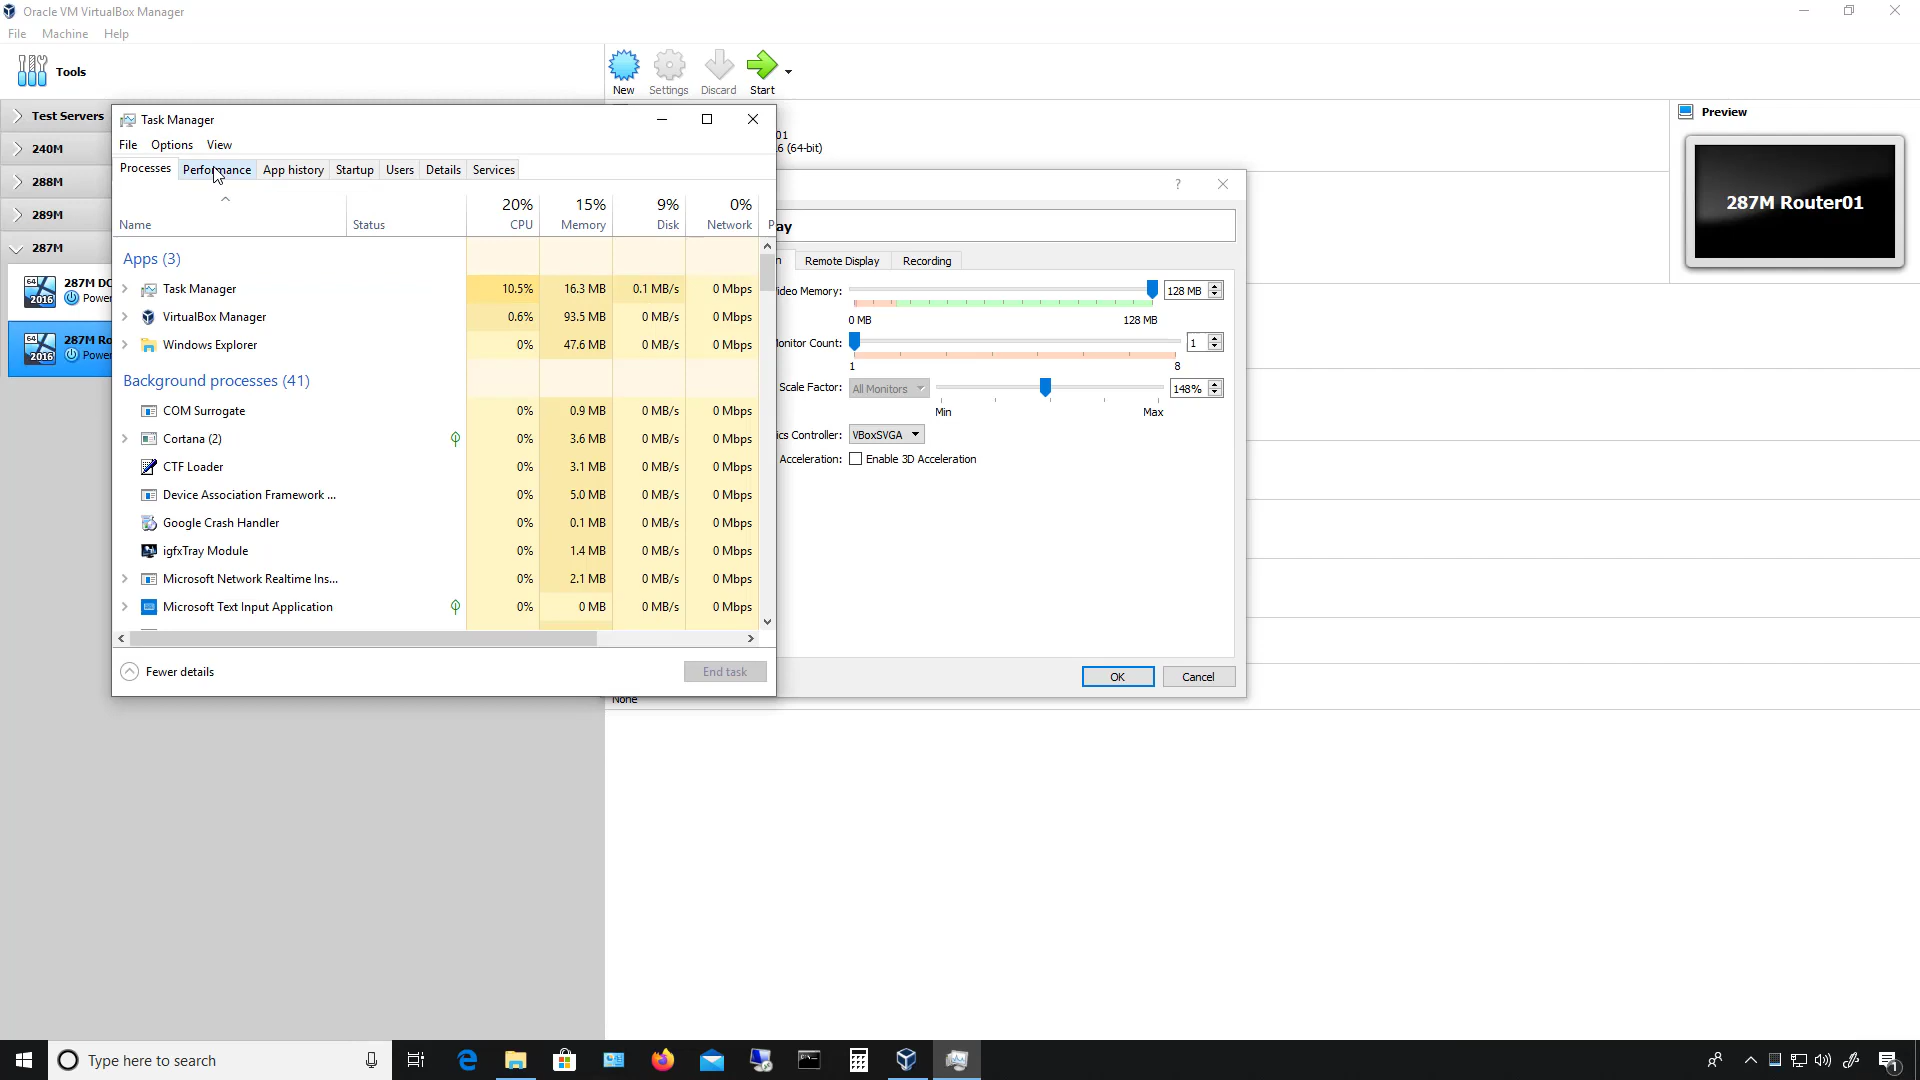 Oracle VM VirtualBox Manager
File Machine Help
Tools
New Settings Discard Start
Test Servers
240M
288M
289M
287M
64
2016
287M DC
Power
64
2016
287M Ro
Power
Task Manager
File Options View
Processes Performance App history Startup Users Details Services
20% 15% 9% 0%
Name Status CPU Memory Disk Network P
Apps (3)
Task Manager 10.5% 16.3 MB 0.1 MB/s 0 Mbps
VirtualBox Manager 0.6% 93.5 MB 0 MB/s 0 Mbps
Windows Explorer 0% 47.6 MB 0 MB/s 0 Mbps
Background processes (41)
COM Surrogate 0% 0.9 MB 0 MB/s 0 Mbps
Cortana (2) 0% 3.6 MB 0 MB/s 0 Mbps
CTF Loader 0% 3.1 MB 0 MB/s 0 Mbps
Device Association Framework ... 0% 5.0 MB 0 MB/s 0 Mbps
Google Crash Handler 0% 0.1 MB 0 MB/s 0 Mbps
igfxTray Module 0% 1.4 MB 0 MB/s 0 Mbps
Microsoft Network Realtime Ins... 0% 2.1 MB 0 MB/s 0 Mbps
Microsoft Text Input Application 0% 0 MB 0 MB/s 0 Mbps
Fewer details End task
01
6 (64-bit)
?
ay
n Remote Display Recording
ideo Memory: 128 MB
0 MB 128 MB
onitor Count: 1
1 8
Scale Factor: All Monitors 148%
Min Max
ics Controller: VBoxSVGA
Acceleration: Enable 3D Acceleration
OK Cancel
None
Preview
287M Router01
Type here to search
1